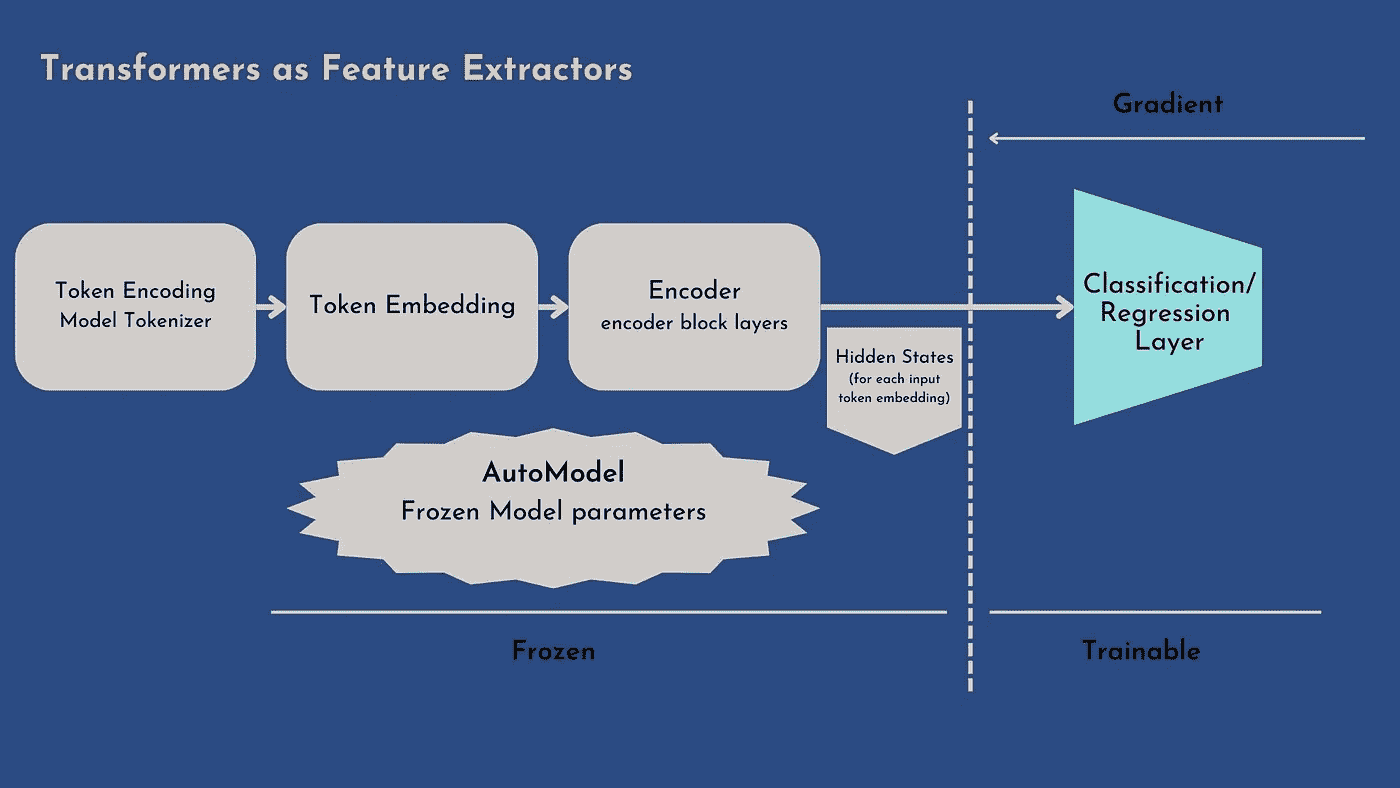 Transformers as Feature Extractors
Gradient
Token Encoding
Model Tokenizer
Token Embedding
Encoder
encoder block layers
Hidden States
(for each input
token embedding)
Classification/
Regression
Layer
AutoModel
Frozen Model parameters
Frozen
Trainable